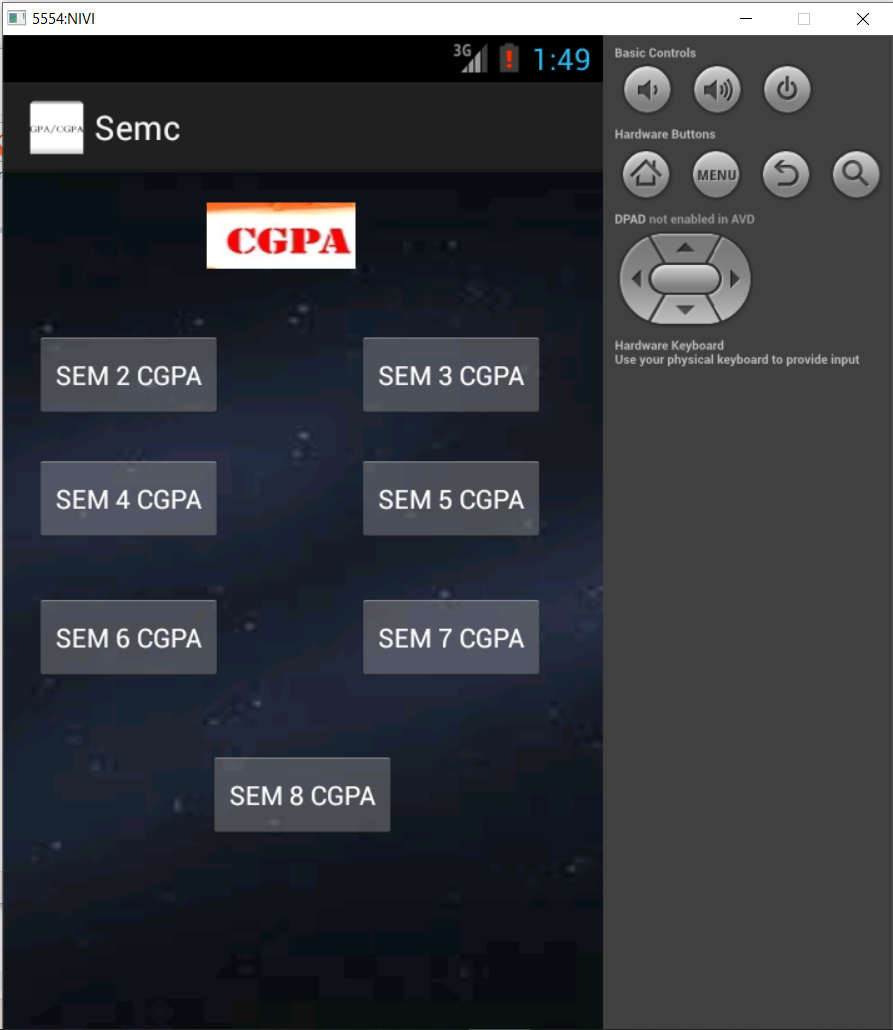 5554:NIVI
3G 1:49
GPA/CGPA Semc
CGPA
SEM 2 CGPA SEM 3 CGPA
SEM 4 CGPA SEM 5 CGPA
SEM 6 CGPA SEM 7 CGPA
SEM 8 CGPA
Basic Controls
Hardware Buttons
MENU
DPAD not enabled in AVD
Hardware Keyboard
Use your physical keyboard to provide input